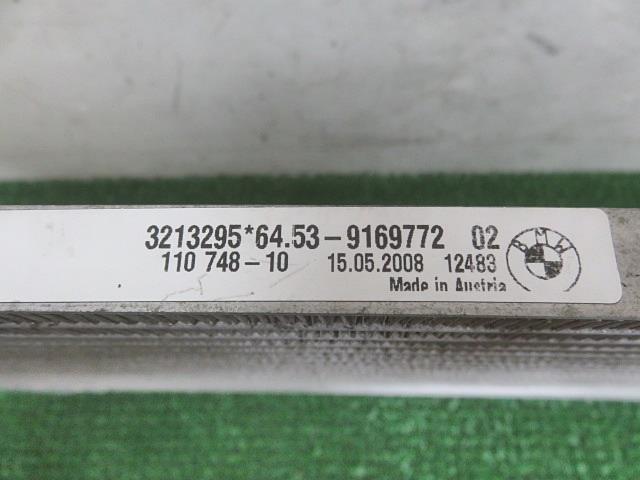 3213295*64.53-9169772 02
110 748-10 15.05.2008 12483
Made in Austria
BMW